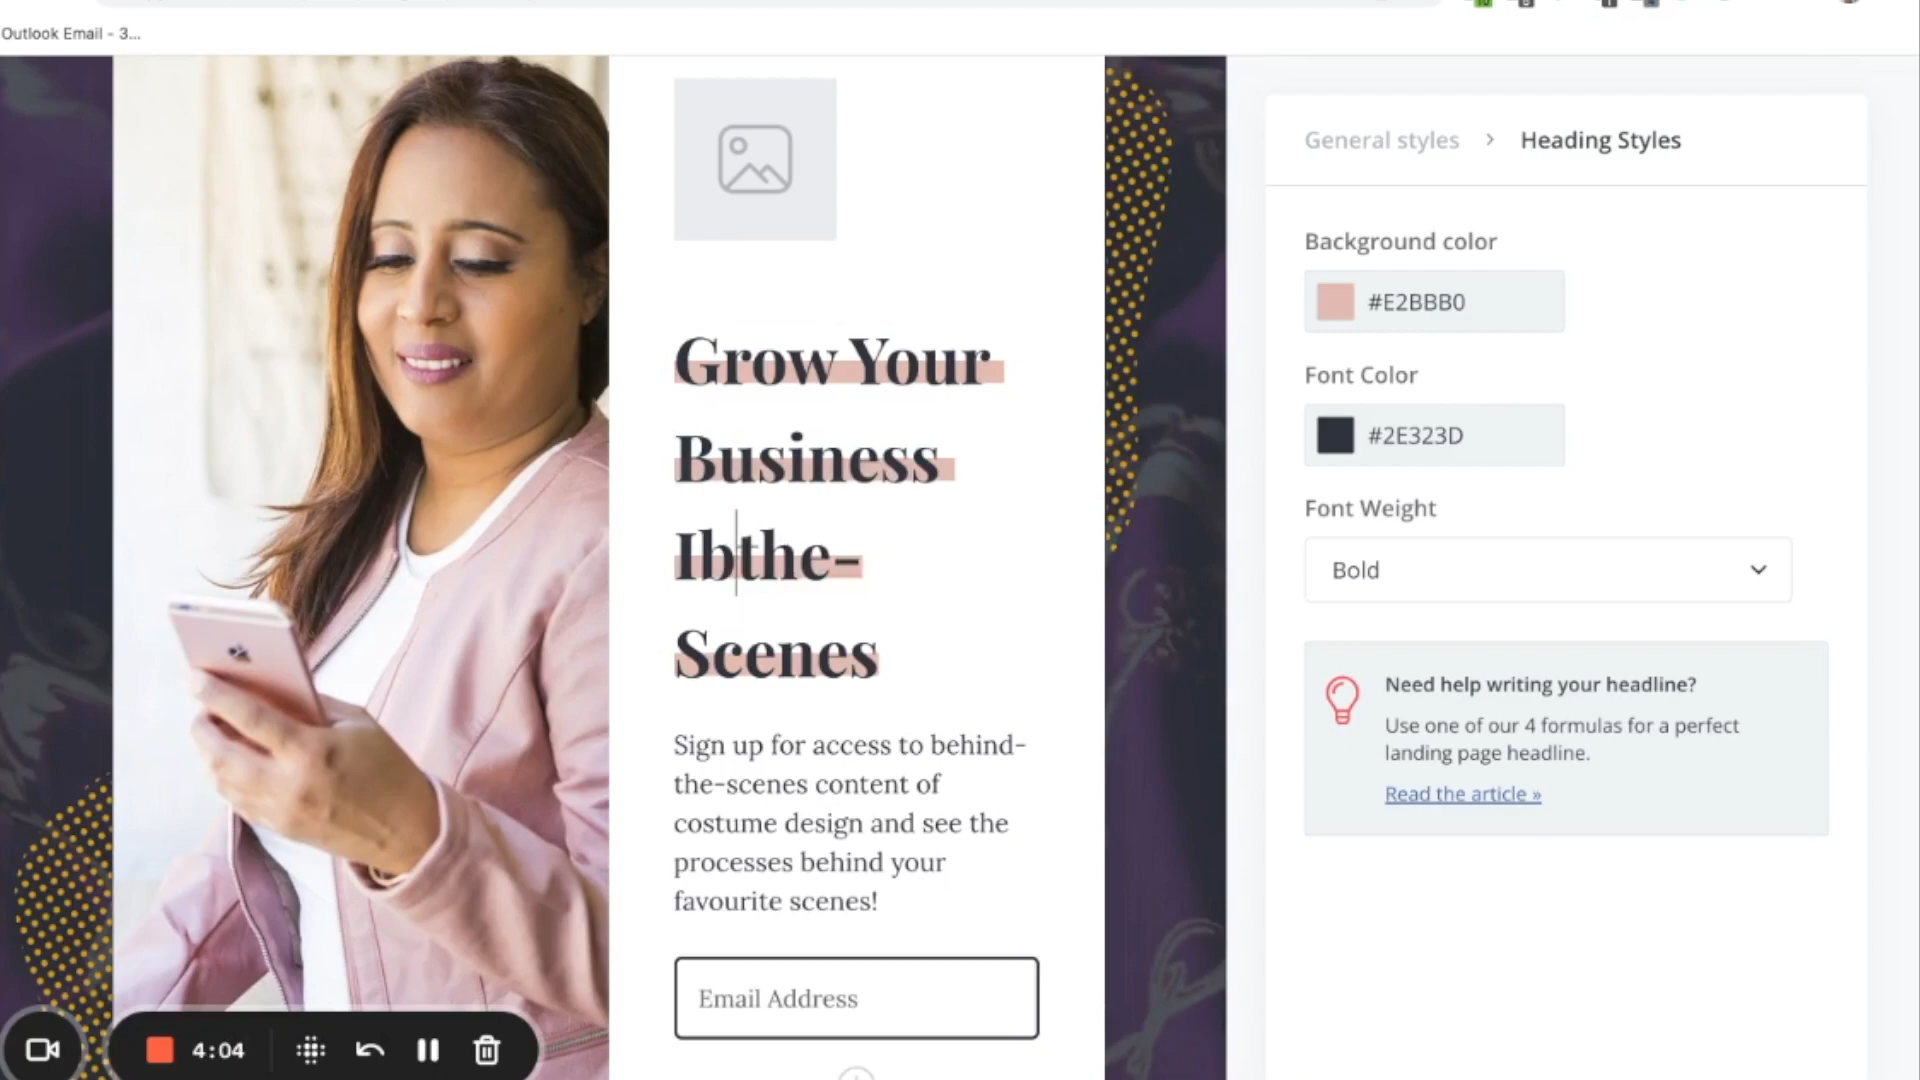 Outlook Email - 3...
General styles > Heading Styles
Background color
#E2BBB0
Font Color
#2E323D
Font Weight
Bold
Need help writing your headline?
Use one of our 4 formulas for a perfect
landing page headline.
Read the article »
Grow Your
Business
Ibthe-
Scenes
Sign up for access to behind-
the-scenes content of
costume design and see the
processes behind your
favourite scenes!
Email Address
4:04